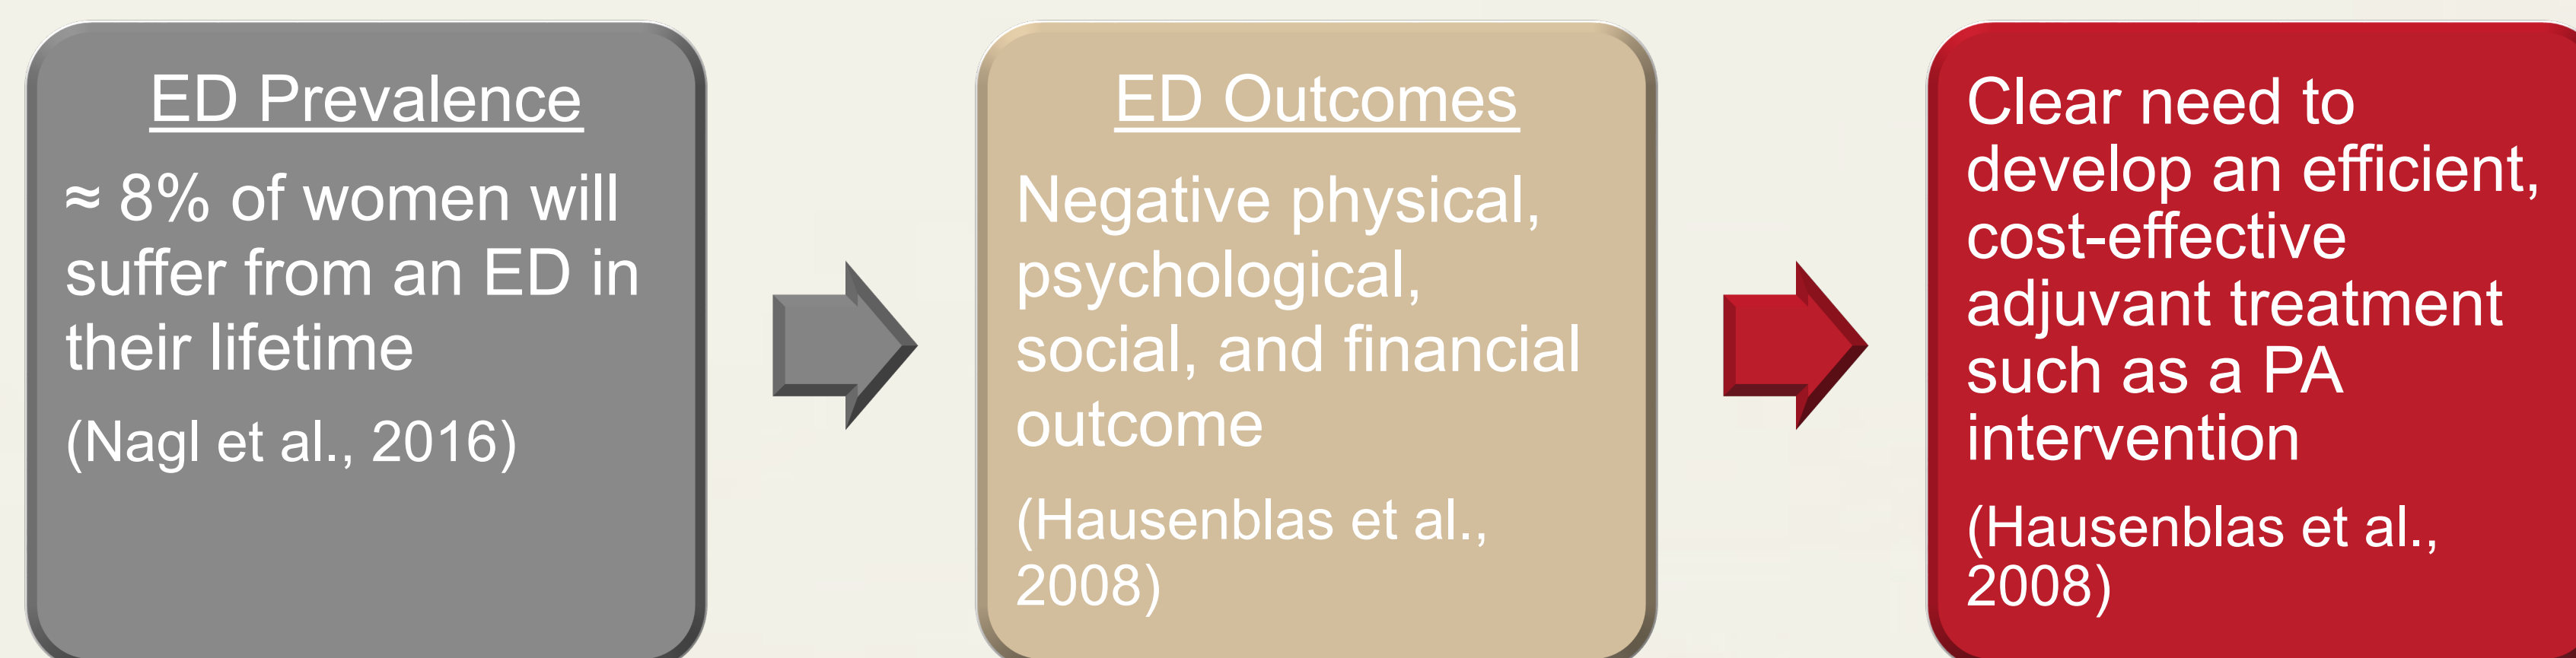 ED Prevalence
≈ 8% of women will
suffer from an ED in
their lifetime
(Nagl et al., 2016)
ED Outcomes
Negative physical,
psychological,
social, and financial
outcome
(Hausenblas et al.,
2008)
Clear need to
develop an efficient,
cost-effective
adjuvant treatment
such as a PA
intervention
(Hausenblas et al.,
2008)